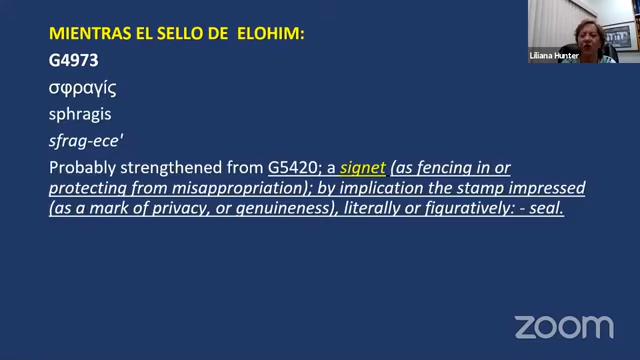 MIENTRAS EL SELLO DE ELOHIM:
G4973
σφραγίς
sphragis
sfrag-ece'
Probably strengthened from G5420; a signet (as fencing in or
protecting from misappropriation); by implication the stamp impressed
(as a mark of privacy, or genuineness), literally or figuratively: - seal.
Liliana Hunter
zoom